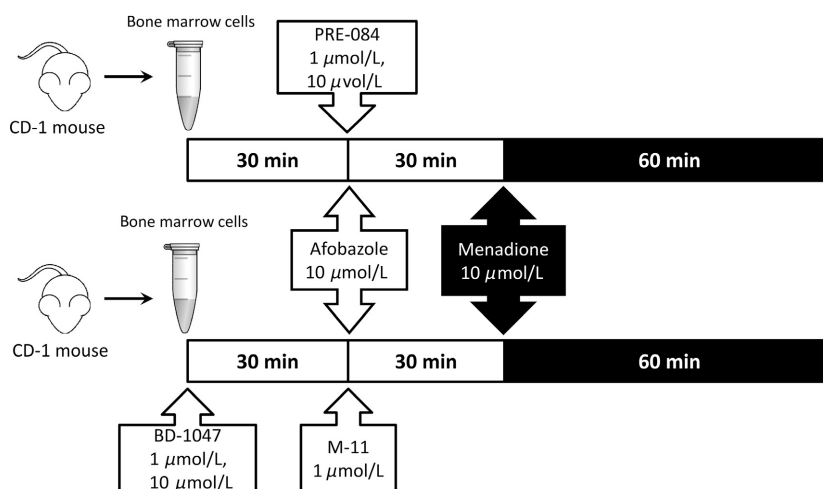 Bone marrow cells
PRE-084
1 μmol/L,
10 μvol/L
CD-1 mouse
30 min
30 min
60 min
Bone marrow cells
Afobazole
10 μmol/L
Menadione
10 μmol/L
CD-1 mouse
30 min
30 min
60 min
BD-1047
1 μmol/L,
10 μmol/L
M-11
1 μmol/L